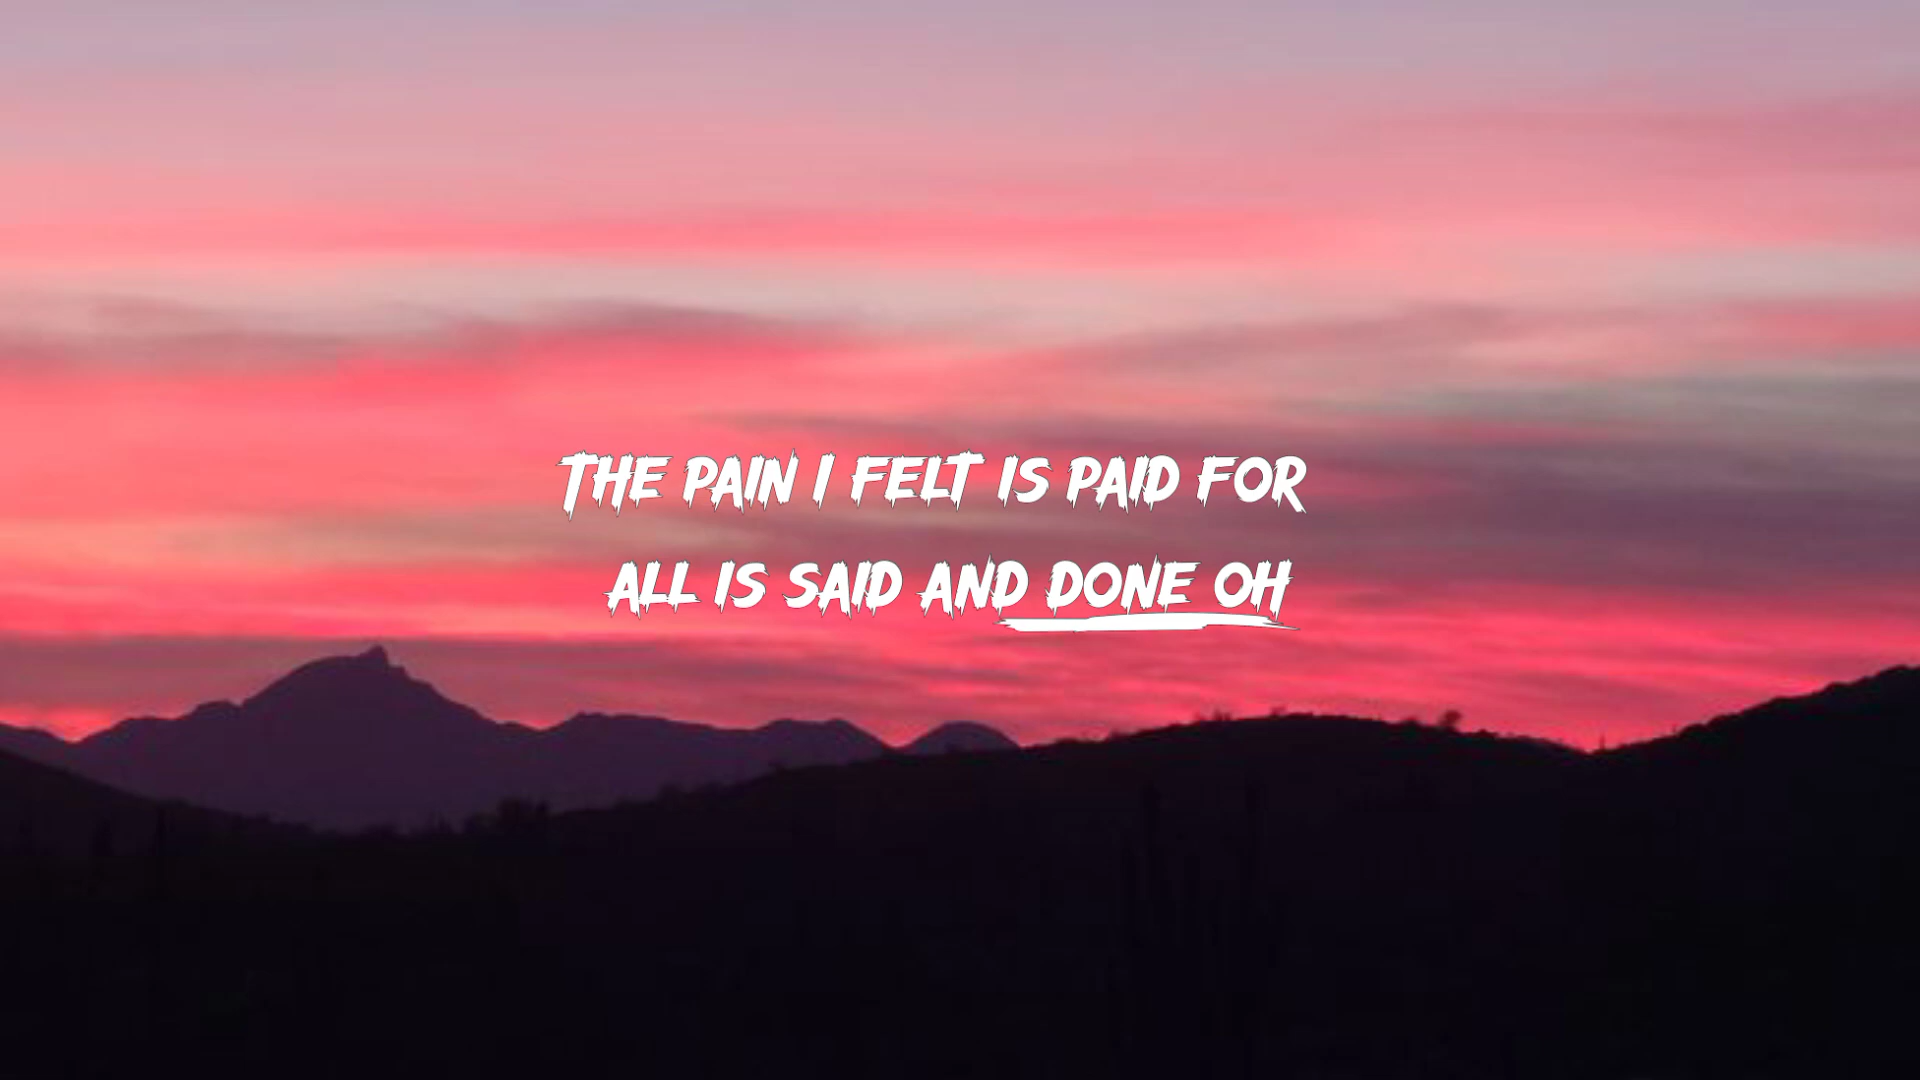 The pain I felt is paid for
all is said and done oh